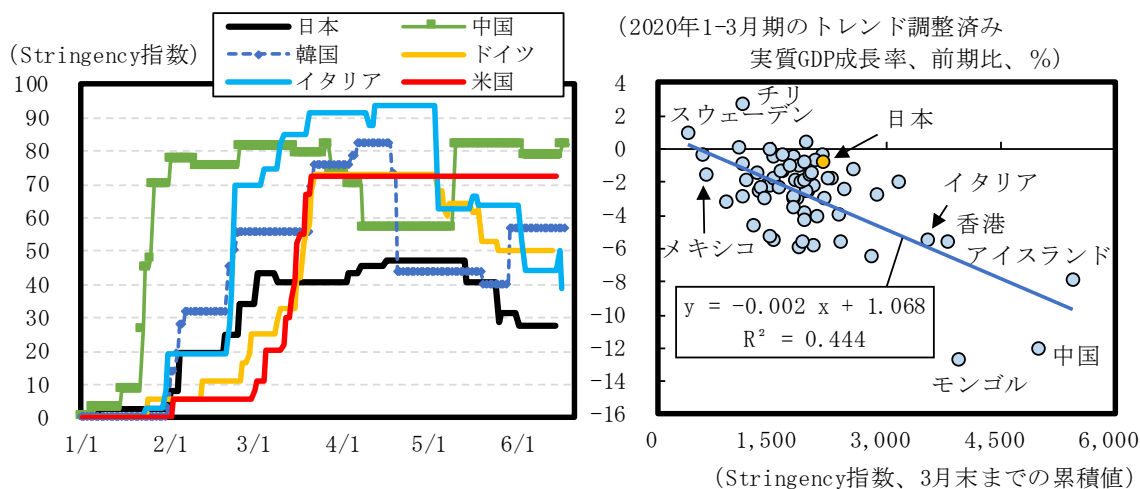 (Stringency指数)
日本
中国
韓国
ドイツ
イタリア
米国
100
90
80
70
60
50
40
30
20
10
0
1/1 2/1 3/1 4/1 5/1 6/1
(2020年1-3月期のトレンド調整済み
実質GDP成長率、前期比、%)
4
2
0
-2
-4
-6
-8
-10
-12
-14
-16
チリ
スウェーデン
日本
イタリア
香港
メキシコ
アイスランド
y = -0.002 x + 1.068
R² = 0.444
中国
モンゴル
0 1,500 3,000 4,500 6,000
(Stringency指数、3月末までの累積値)